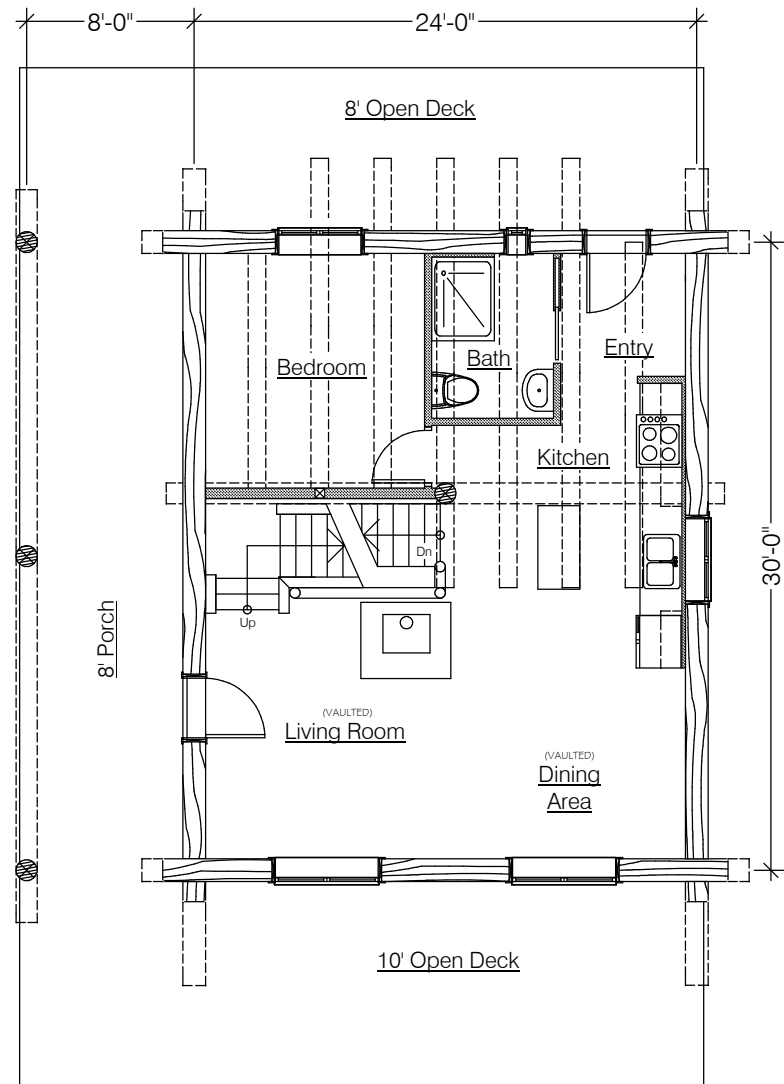 8'-0"
24'-0"
8' Open Deck
Bedroom
Bath
Entry
Kitchen
Dn
Up
30'-0"
8' Porch
(VAULTED)
Living Room
(VAULTED)
Dining
Area
10' Open Deck